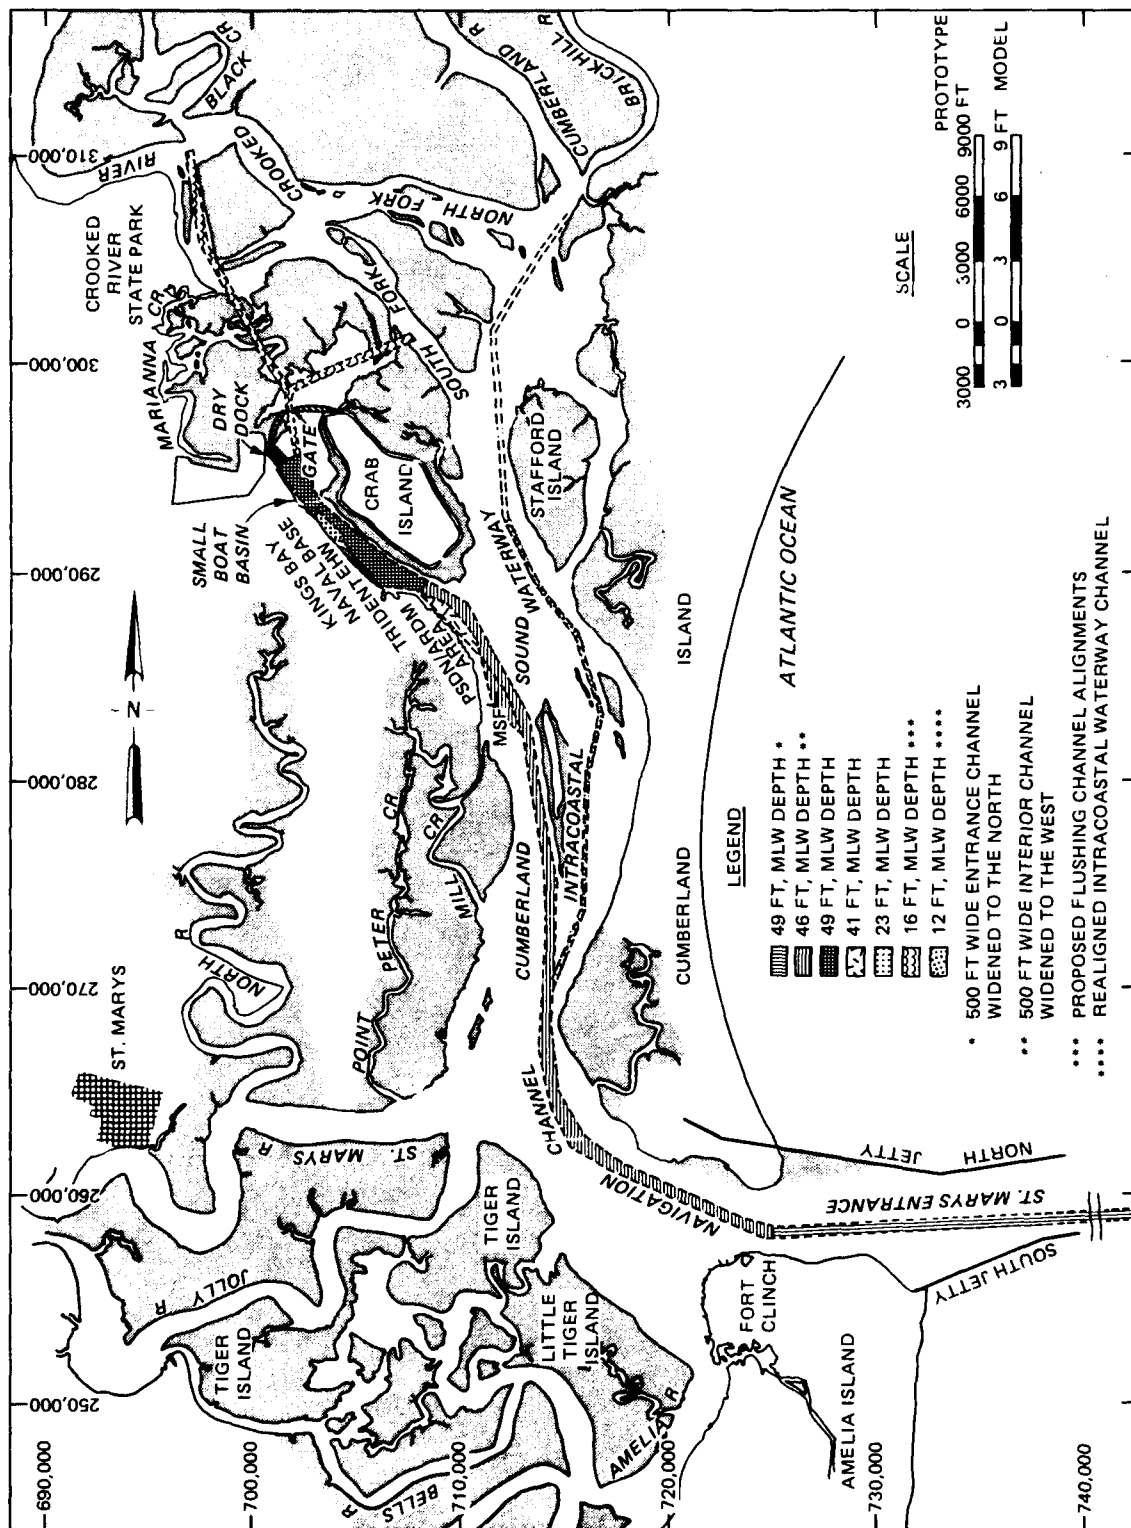 CROOKED
RIVER
STATE PARK
RIVER
BLACK
CR
CUMBERLAND R
BRICKHILL R
CROOKED
NORTH FORK
SOUTH FORK
MARIANNA CR
DRY
DOCK
SMALL
BOAT
BASIN
GATE
CRAB
ISLAND
KINGS BAY
NAVAL BASE
TRIDENT EHW
ARDM
AREA
PSDN
MSF
STAFFORD
ISLAND
SOUND
WATERWAY
INTRACOASTAL
CUMBERLAND
N
ST. MARYS
NORTH R
POINT PETER CR
MILL CR
CUMBERLAND
ISLAND
ATLANTIC OCEAN
NAVIGATION
CHANNEL
ST. MARYS R
JOLLY R
TIGER
ISLAND
TIGER
ISLAND
LITTLE
TIGER
ISLAND
BELLS R
AMELIA R
FORT
CLINCH
AMELIA ISLAND
NORTH
JETTY
ST. MARYS ENTRANCE
SOUTH JETTY
310,000
300,000
290,000
280,000
270,000
260,000
250,000
690,000
700,000
710,000
720,000
730,000
740,000
SCALE
3000 0 3000 6000 9000 FT PROTOTYPE
3 0 3 6 9 FT MODEL
LEGEND
49 FT, MLW DEPTH *
46 FT, MLW DEPTH **
49 FT, MLW DEPTH
41 FT, MLW DEPTH
23 FT, MLW DEPTH
16 FT, MLW DEPTH ***
12 FT, MLW DEPTH ****
* 500 FT WIDE ENTRANCE CHANNEL
WIDENED TO THE NORTH
** 500 FT WIDE INTERIOR CHANNEL
WIDENED TO THE WEST
*** PROPOSED FLUSHING CHANNEL ALIGNMENTS
**** REALIGNED INTRACOASTAL WATERWAY CHANNEL